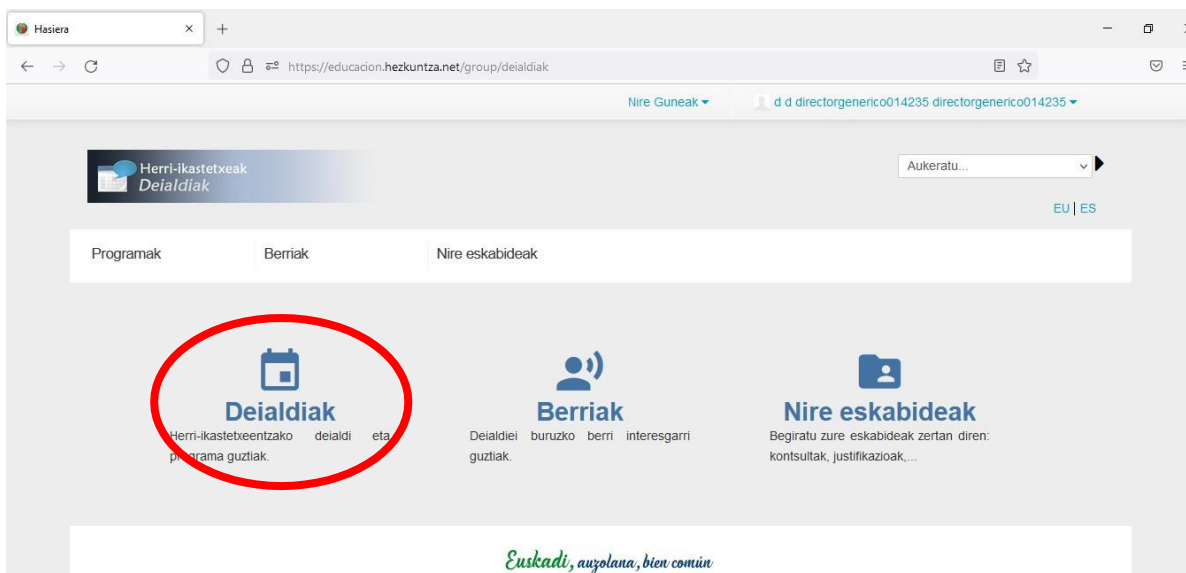 Hasiera
https://educacion.hezkuntza.net/group/deialdiak
Nire Guneak d d directorgenerico014235 directorgenerico014235
Herri-ikastetxeak
Deialdiak
Aukeratu...
EU | ES
Programak Berriak Nire eskabideak
Deialdiak
Herri-ikastetxeentzako deialdi eta
programa guztiak.
Berriak
Deialdiei buruzko berri interesgarri
guztiak.
Nire eskabideak
Begiratu zure eskabideak zertan diren:
kontsultak, justifikazioak,...
Euskadi, auzolana, bien común